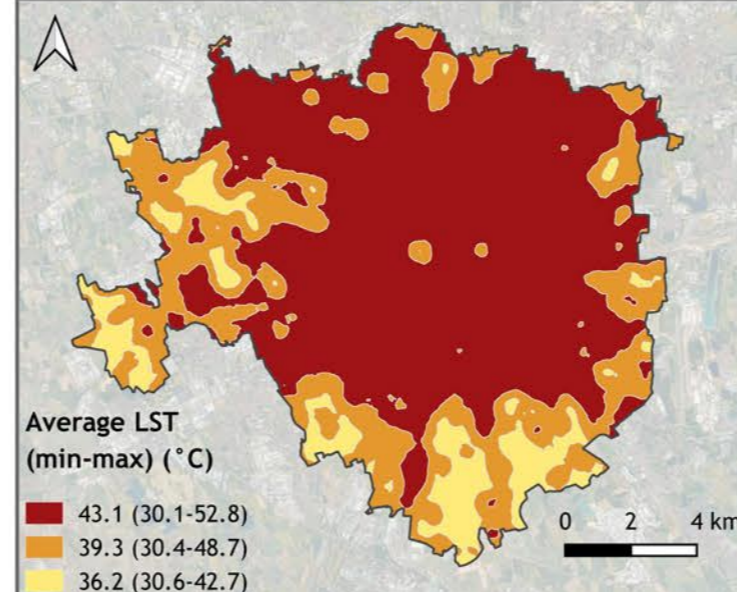 Average LST
(min-max) (°C)
43.1 (30.1-52.8)
39.3 (30.4-48.7)
36.2 (30.6-42.7)
0 2 4 km